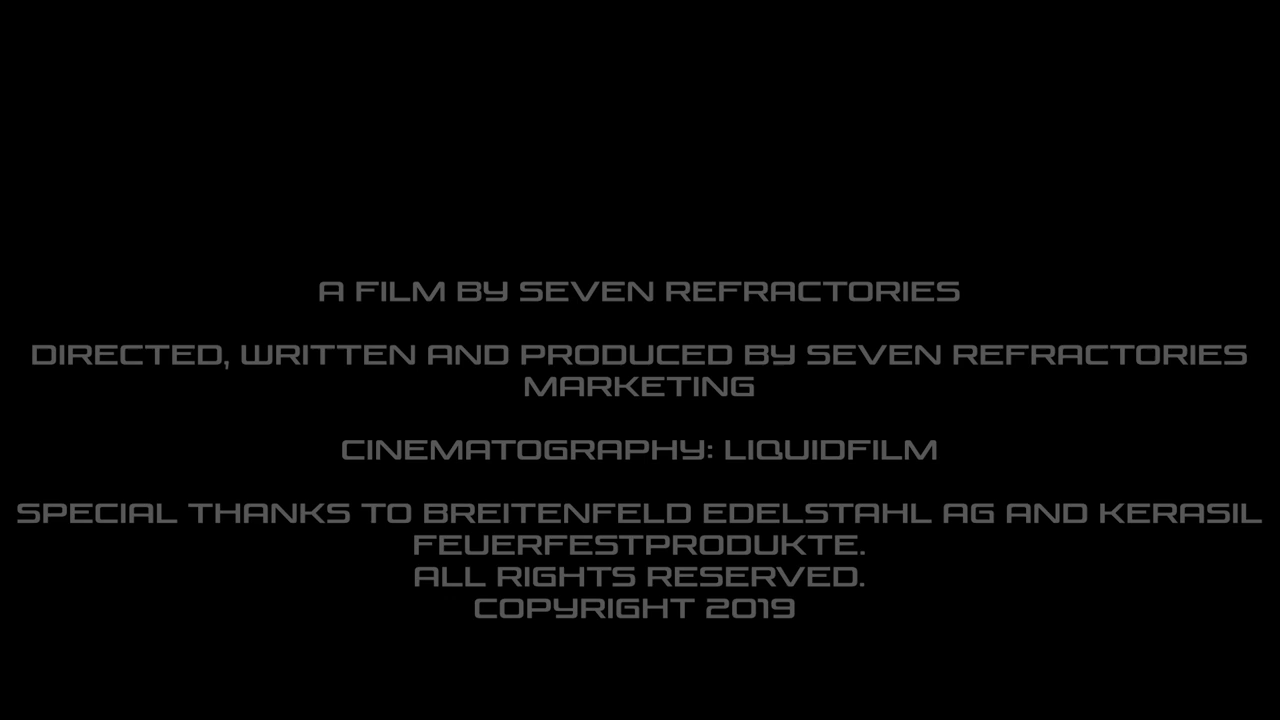 A FILM BY SEVEN REFRACTORIES
DIRECTED, WRITTEN AND PRODUCED BY SEVEN REFRACTORIES
MARKETING
CINEMATOGRAPHY: LIQUIDFILM
SPECIAL THANKS TO BREITENFELD EDELSTAHL AG AND KERASIL
FEUERFESTPRODUKTE.
ALL RIGHTS RESERVED.
COPYRIGHT 2019